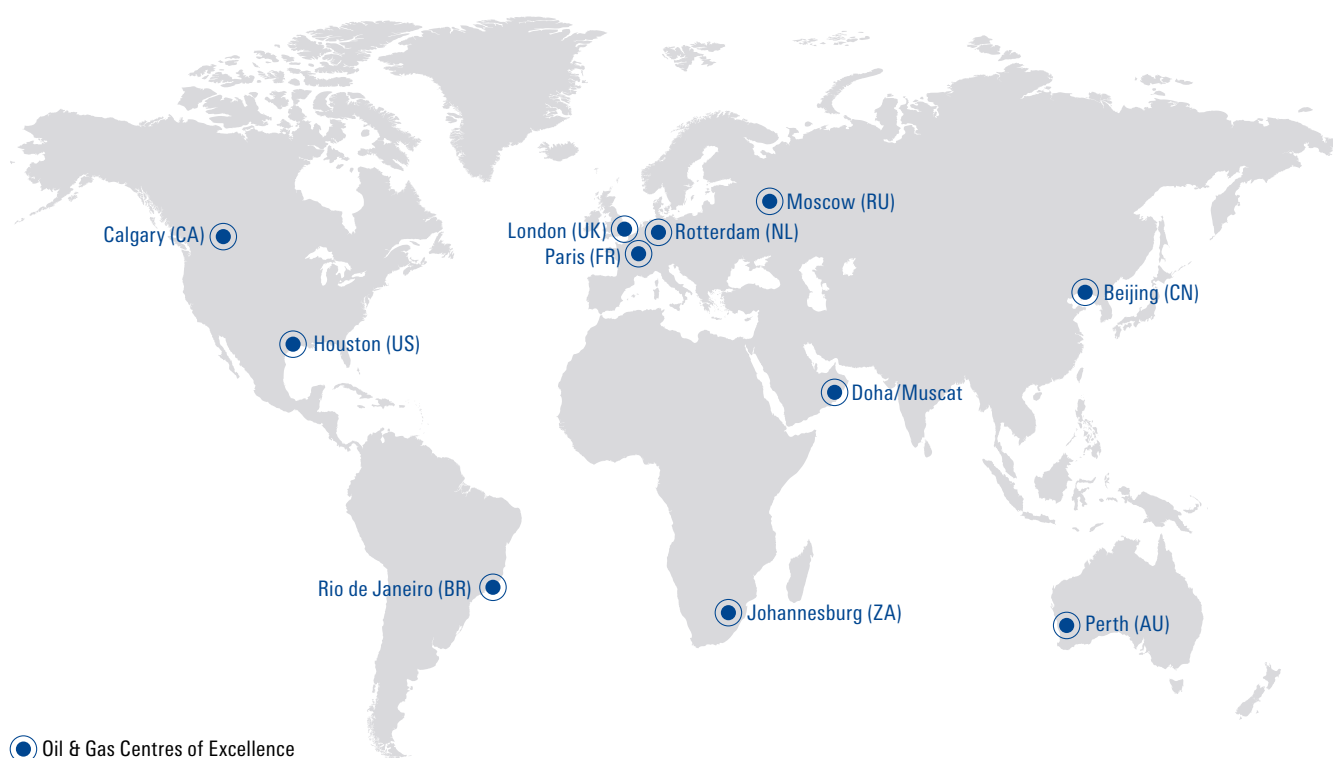 Moscow (RU)
London (UK)
Rotterdam (NL)
Calgary (CA)
Paris (FR)
Beijing (CN)
Houston (US)
Doha/Muscat
Rio de Janeiro (BR)
Johannesburg (ZA)
Perth (AU)
Oil & Gas Centres of Excellence